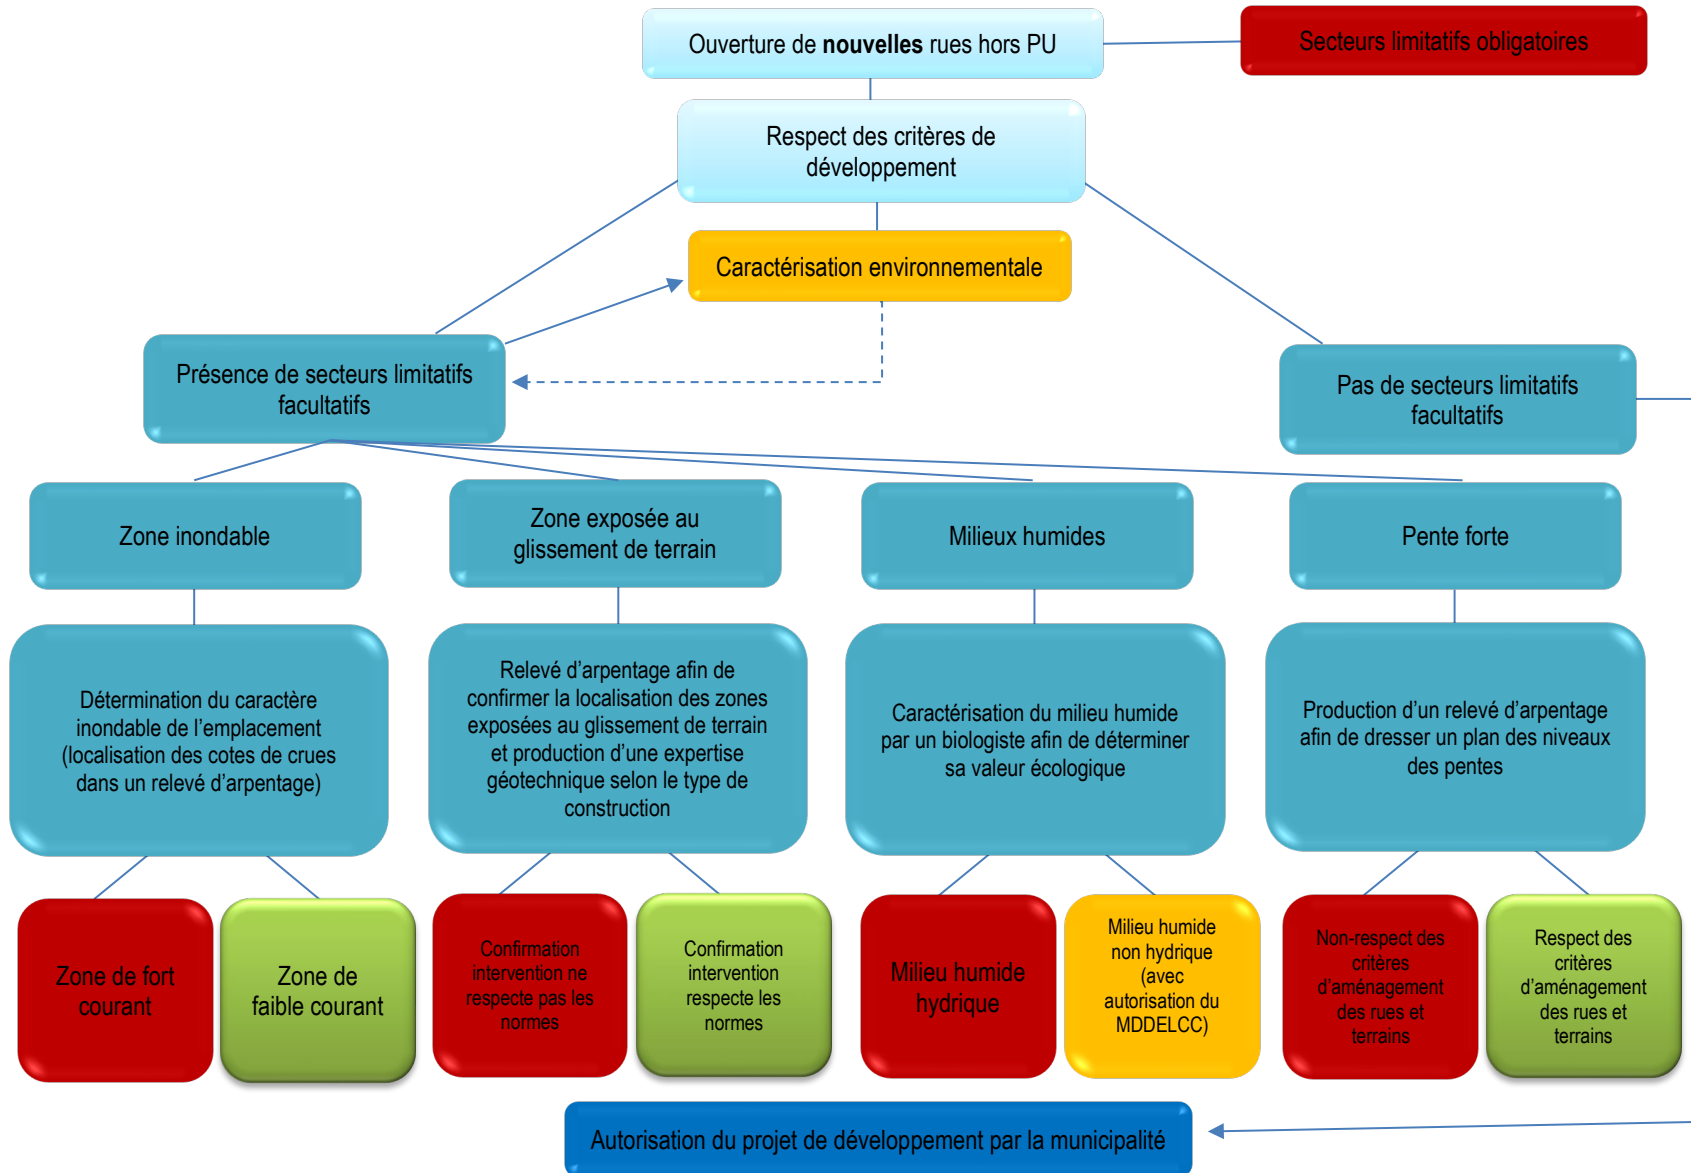 Ouverture de nouvelles rues hors PU
Secteurs limitatifs obligatoires
Respect des critères de
développement
Caractérisation environnementale
Présence de secteurs limitatifs
facultatifs
Pas de secteurs limitatifs
facultatifs
Zone inondable
Zone exposée au
glissement de terrain
Milieux humides
Pente forte
Détermination du caractère
inondable de l’emplacement
(localisation des cotes de crues
dans un relevé d’arpentage)
Relevé d’arpentage afin de
confirmer la localisation des zones
exposées au glissement de terrain
et production d’une expertise
géotechnique selon le type de
construction
Caractérisation du milieu humide
par un biologiste afin de déterminer
sa valeur écologique
Production d’un relevé d’arpentage
afin de dresser un plan des niveaux
des pentes
Zone de fort
courant
Zone de
faible courant
Confirmation
intervention ne
respecte pas les
normes
Confirmation
intervention
respecte les
normes
Milieu humide
hydrique
Milieu humide
non hydrique
(avec
autorisation du
MDDELCC)
Non-respect des
critères
d’aménagement
des rues et
terrains
Respect des
critères
d’aménagement
des rues et
terrains
Autorisation du projet de développement par la municipalité